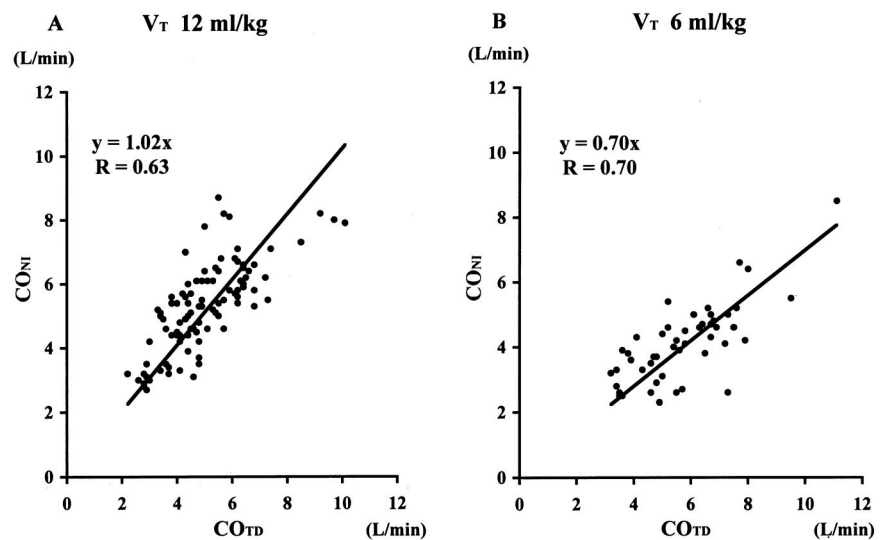 A
VT 12 ml/kg
(L/min)
12
10
8
6
4
2
0
CONI
y = 1.02x
R = 0.63
0 2 4 6 8 10 12
COTD (L/min)
B
VT 6 ml/kg
(L/min)
12
10
8
6
4
2
0
CONI
y = 0.70x
R = 0.70
0 2 4 6 8 10 12
COTD (L/min)